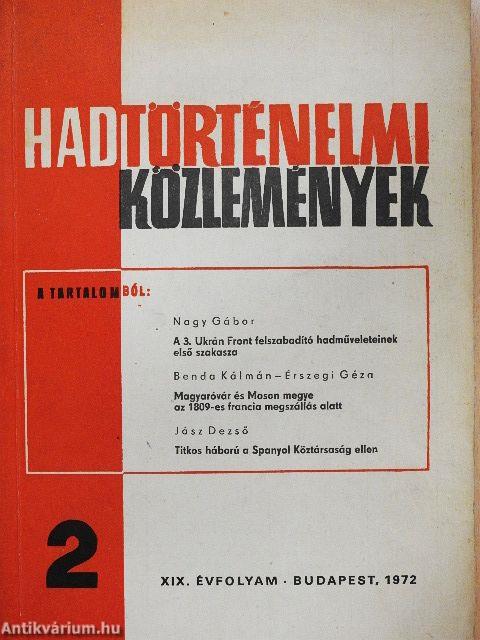 HADTÖRTÉNELMI
KÖZLEMÉNYEK
A TARTALOMBÓL:
Nagy Gábor
A 3. Ukrán Front felszabadító hadműveleteinek
első szakasza
Benda Kálmán – Érszegi Géza
Magyaróvár és Moson megye
az 1809-es francia megszállás alatt
Jász Dezső
Titkos háború a Spanyol Köztársaság ellen
2
XIX. ÉVFOLYAM · BUDAPEST, 1972
Antikvárium.hu